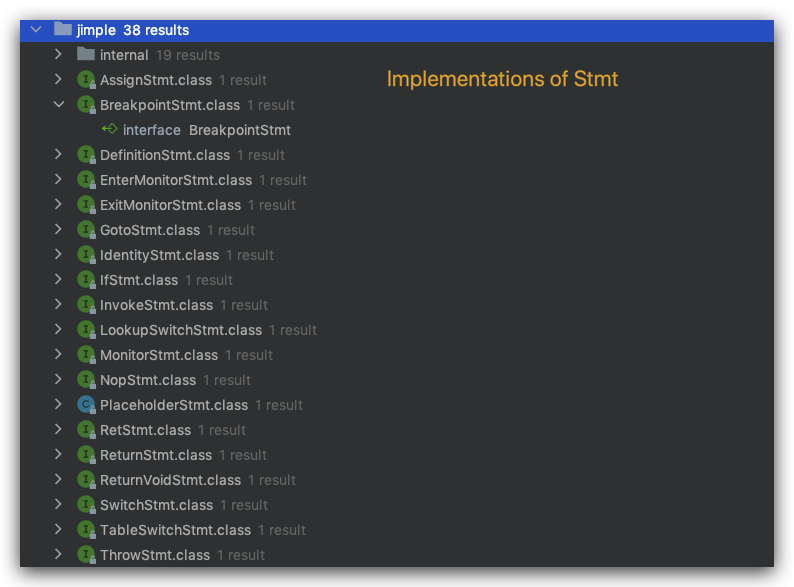 jimple 38 results
internal 19 results
AssignStmt.class 1 result
Implementations of Stmt
BreakpointStmt.class 1 result
interface BreakpointStmt
DefinitionStmt.class 1 result
EnterMonitorStmt.class 1 result
ExitMonitorStmt.class 1 result
GotoStmt.class 1 result
IdentityStmt.class 1 result
IfStmt.class 1 result
InvokeStmt.class 1 result
LookupSwitchStmt.class 1 result
MonitorStmt.class 1 result
NopStmt.class 1 result
PlaceholderStmt.class 1 result
RetStmt.class 1 result
ReturnStmt.class 1 result
ReturnVoidStmt.class 1 result
SwitchStmt.class 1 result
TableSwitchStmt.class 1 result
ThrowStmt.class 1 result